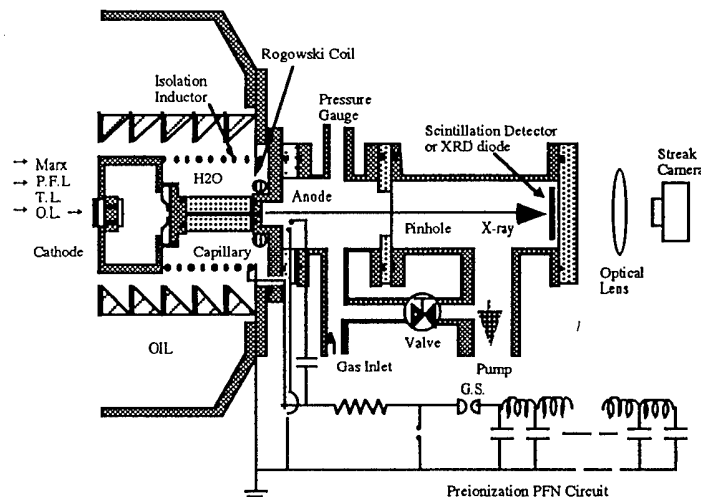 Rogowski Coil
Isolation
Inductor
Pressure
Gauge
Scintillation Detector
or XRD diode
Streak
Camera
→ Marx
→ P.F.L
T.L.
→ O.L. →
H2O
Anode
Cathode
Capillary
Pinhole
X-ray
Optical
Lens
OIL
Valve
Gas Inlet
Pump
G.S.
Preionization PFN Circuit